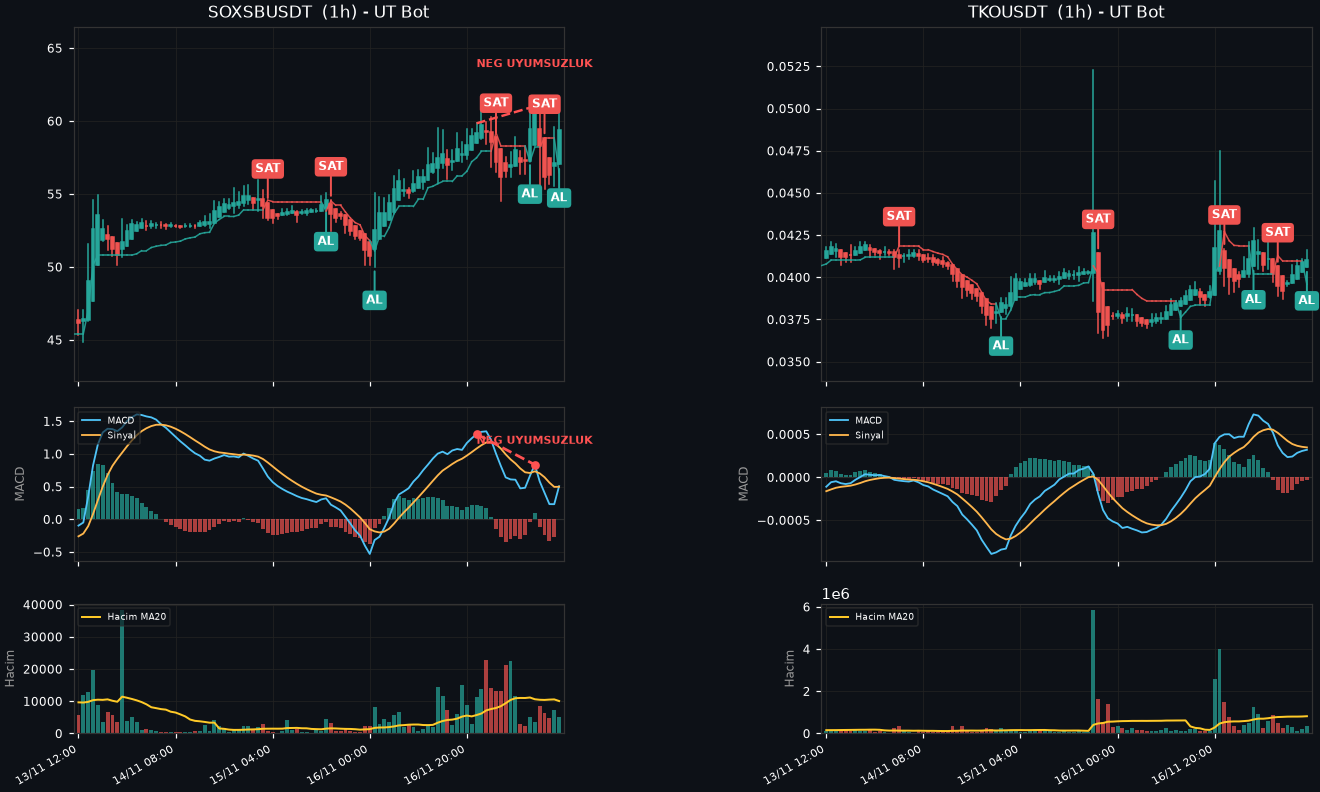 SOXSBUSDT  (1h) - UT Bot
65
60
55
50
45
NEG UYUMSUZLUK
SAT
SAT
SAT
SAT
AL
AL
AL
AL
MACD
1.5
1.0
0.5
0.0
−0.5
MACD
Sinyal
NEG UYUMSUZLUK
Hacim
40000
30000
20000
10000
0
Hacim MA20
13/11 12:00
14/11 08:00
15/11 04:00
16/11 00:00
16/11 20:00
TKOUSDT  (1h) - UT Bot
0.0525
0.0500
0.0475
0.0450
0.0425
0.0400
0.0375
0.0350
SAT
SAT
SAT
SAT
AL
AL
AL
AL
MACD
0.0005
0.0000
−0.0005
MACD
Sinyal
1e6
Hacim
6
4
2
0
Hacim MA20
13/11 12:00
14/11 08:00
15/11 04:00
16/11 00:00
16/11 20:00